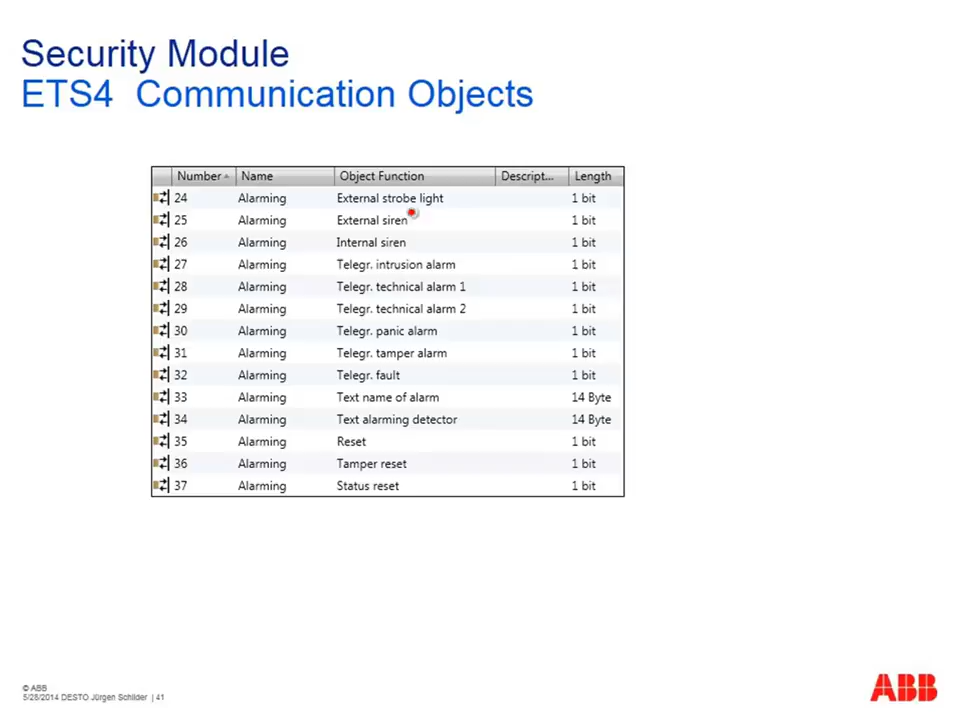 Security Module
ETS4 Communication Objects
Number Name Object Function Descript... Length
24 Alarming External strobe light 1 bit
25 Alarming External siren 1 bit
26 Alarming Internal siren 1 bit
27 Alarming Telegr. intrusion alarm 1 bit
28 Alarming Telegr. technical alarm 1 1 bit
29 Alarming Telegr. technical alarm 2 1 bit
30 Alarming Telegr. panic alarm 1 bit
31 Alarming Telegr. tamper alarm 1 bit
32 Alarming Telegr. fault 1 bit
33 Alarming Text name of alarm 14 Byte
34 Alarming Text alarming detector 14 Byte
35 Alarming Reset 1 bit
36 Alarming Tamper reset 1 bit
37 Alarming Status reset 1 bit
© ABB
5/28/2014 DESTO Jürgen Schilder | 41
ABB